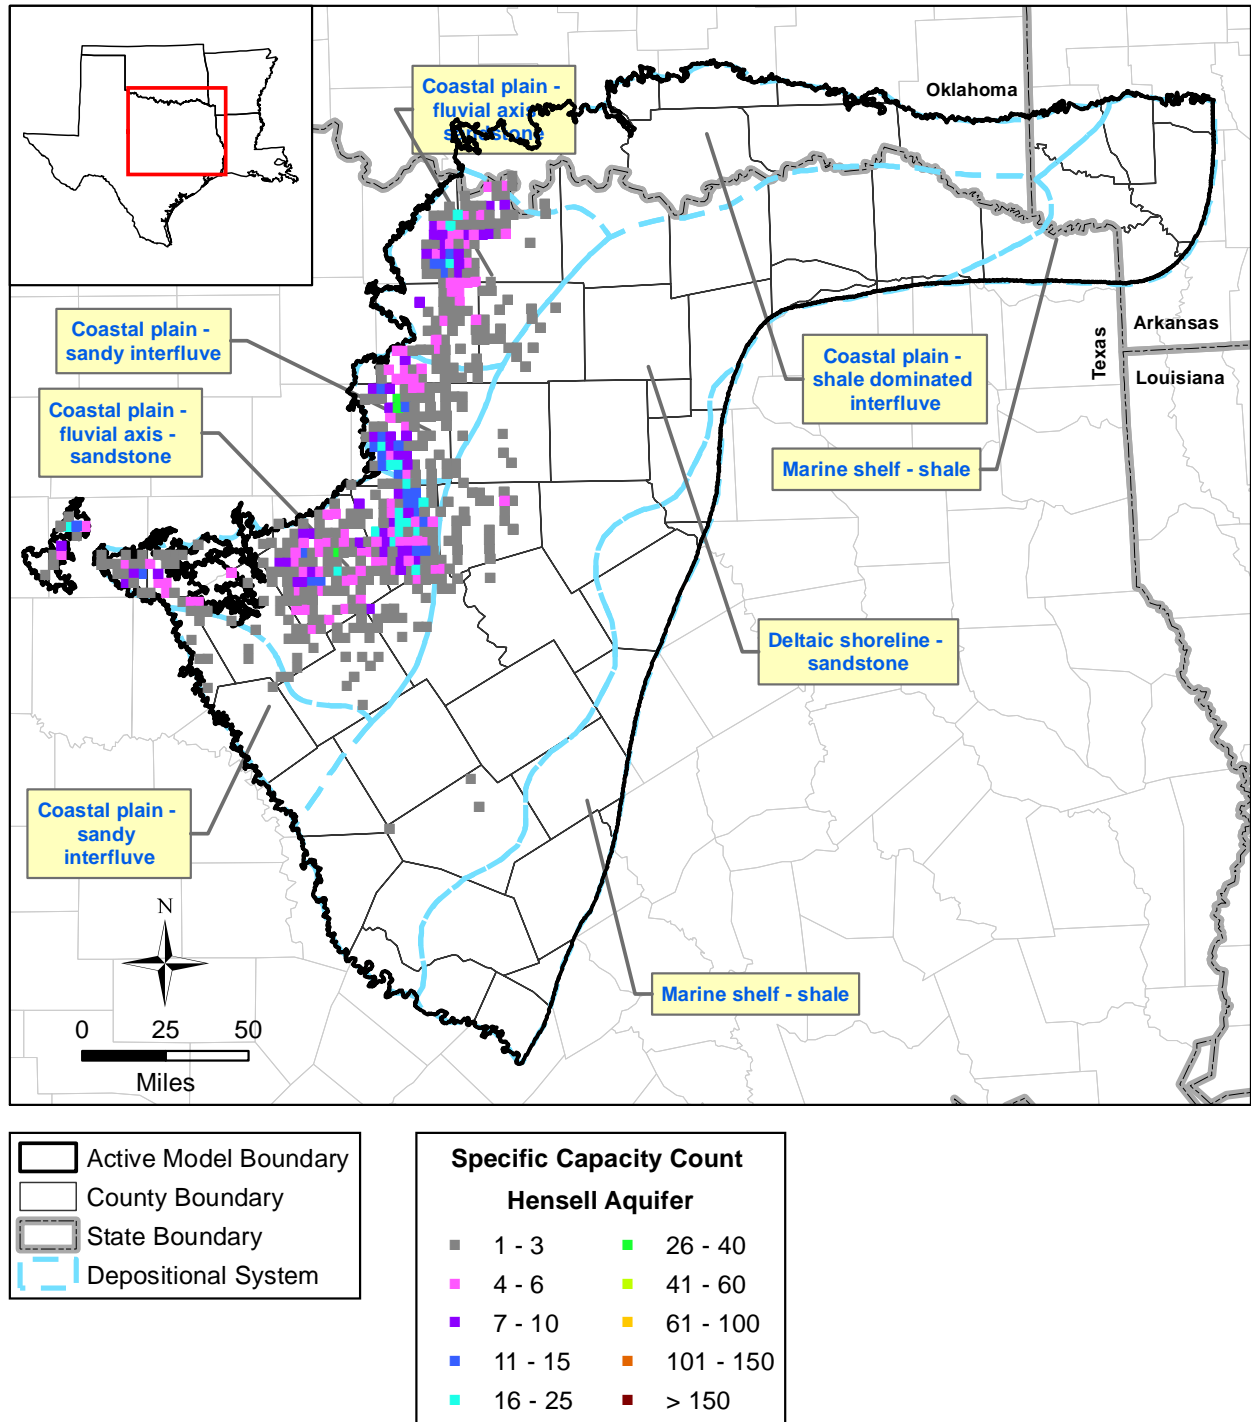 Coastal plain -
fluvial axis -
sandstone
Oklahoma
Coastal plain -
sandy interfluve
Arkansas
Texas
Louisiana
Coastal plain -
shale dominated
interfluve
Coastal plain -
fluvial axis -
sandstone
Marine shelf - shale
Deltaic shoreline -
sandstone
Coastal plain -
sandy
interfluve
N
Marine shelf - shale
0 25 50
Miles
Active Model Boundary
County Boundary
State Boundary
Depositional System
Specific Capacity Count
Hensell Aquifer
1 - 3
4 - 6
7 - 10
11 - 15
16 - 25
26 - 40
41 - 60
61 - 100
101 - 150
> 150